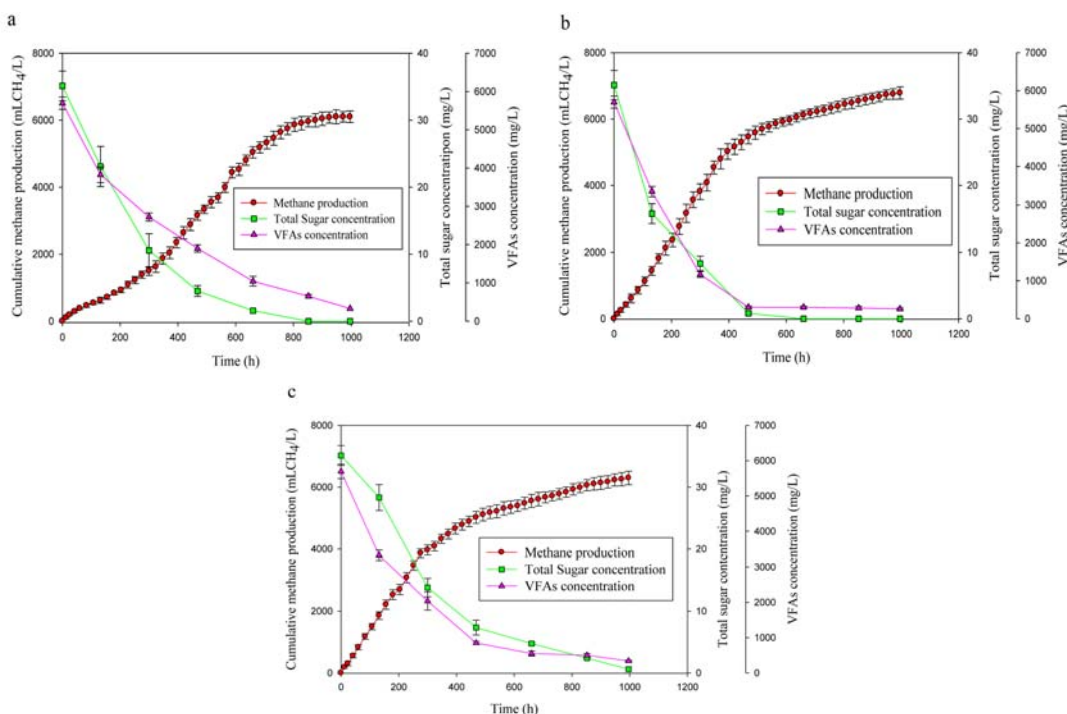 a
8000
6000
4000
2000
0
Cumulative methane production (mLCH4/L)
40
30
20
10
0
Total sugar concentratipon (mg/L)
7000
6000
5000
4000
3000
2000
1000
0
VFAs concentration (mg/L)
Methane production
Total Sugar concentration
VFAs concentration
0 200 400 600 800 1000 1200
Time (h)
b
8000
6000
4000
2000
0
Cumulative methane production (mLCH4/L)
40
30
20
10
0
Total sugar concentration (mg/L)
7000
6000
5000
4000
3000
2000
1000
0
VFAs concentration (mg/L)
Methane production
Total sugar concentration
VFAs concentration
0 200 400 600 800 1000 1200
Time (h)
c
8000
6000
4000
2000
0
Cumulative methane production (mLCH4/L)
40
30
20
10
0
Total sugar concentration (mg/L)
7000
6000
5000
4000
3000
2000
1000
0
VFAs concentration (mg/L)
Methane production
Total Sugar concentration
VFAs concentration
0 200 400 600 800 1000 1200
Time (h)